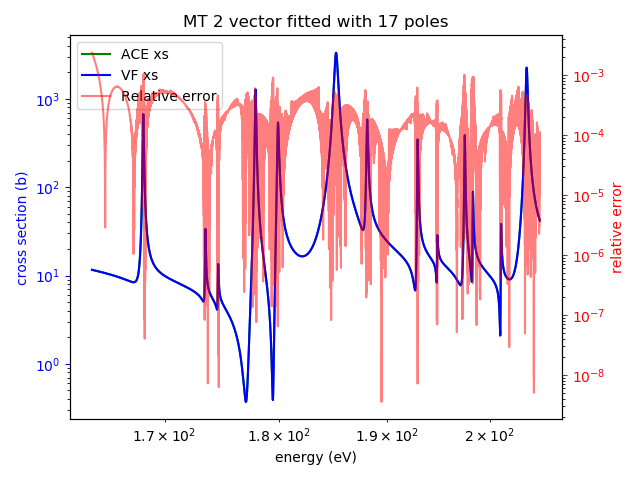 MT 2 vector fitted with 17 poles
ACE xs
VF xs
Relative error
cross section (b)
10³
10²
10¹
10⁰
relative error
10⁻³
10⁻⁴
10⁻⁵
10⁻⁶
10⁻⁷
10⁻⁸
1.7 × 10² 1.8 × 10² 1.9 × 10² 2 × 10²
energy (eV)